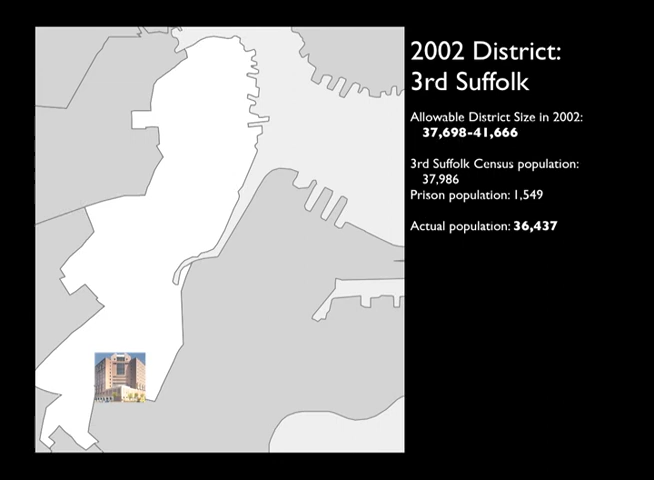 2002 District:
3rd Suffolk
Allowable District Size in 2002:
37,698-41,666
3rd Suffolk Census population:
37,986
Prison population: 1,549
Actual population: 36,437